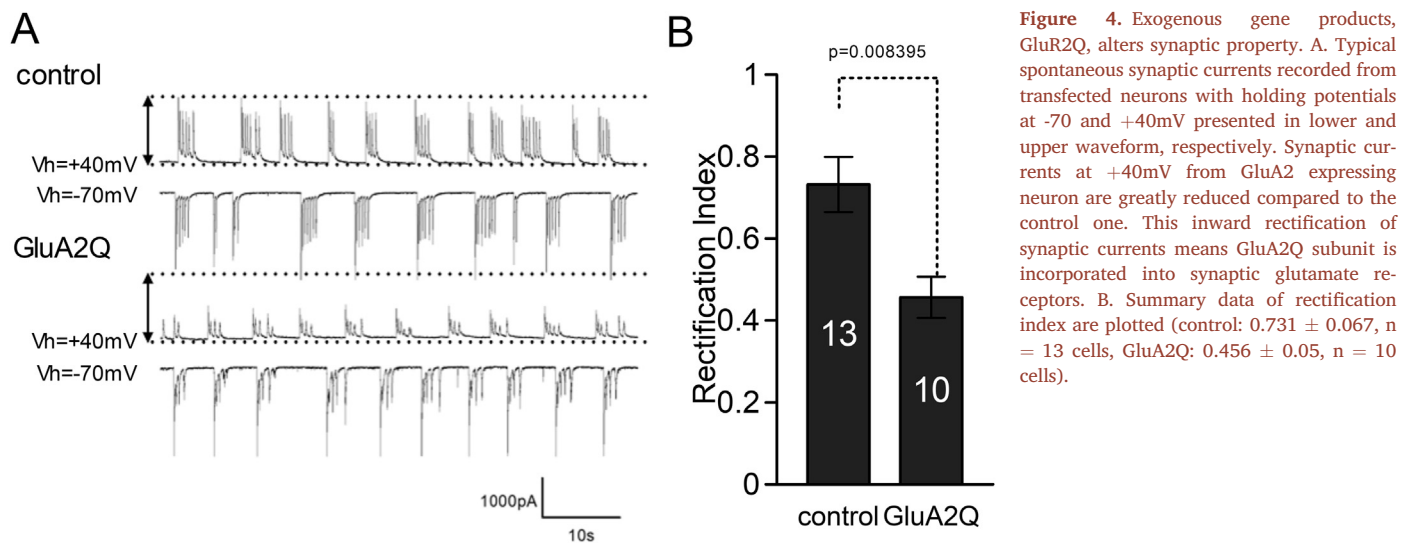 A
control
Vh=+40mV
Vh=-70mV
GluA2Q
Vh=+40mV
Vh=-70mV
1000pA
10s
B
p=0.008395
1
0.8
0.6
0.4
0.2
0
Rectification Index
13
10
control GluA2Q
Figure 4. Exogenous gene products,
GluR2Q, alters synaptic property. A. Typical
spontaneous synaptic currents recorded from
transfected neurons with holding potentials
at -70 and +40mV presented in lower and
upper waveform, respectively. Synaptic cur-
rents at +40mV from GluA2 expressing
neuron are greatly reduced compared to the
control one. This inward rectification of
synaptic currents means GluA2Q subunit is
incorporated into synaptic glutamate re-
ceptors. B. Summary data of rectification
index are plotted (control: 0.731 ± 0.067, n
= 13 cells, GluA2Q: 0.456 ± 0.05, n = 10
cells).